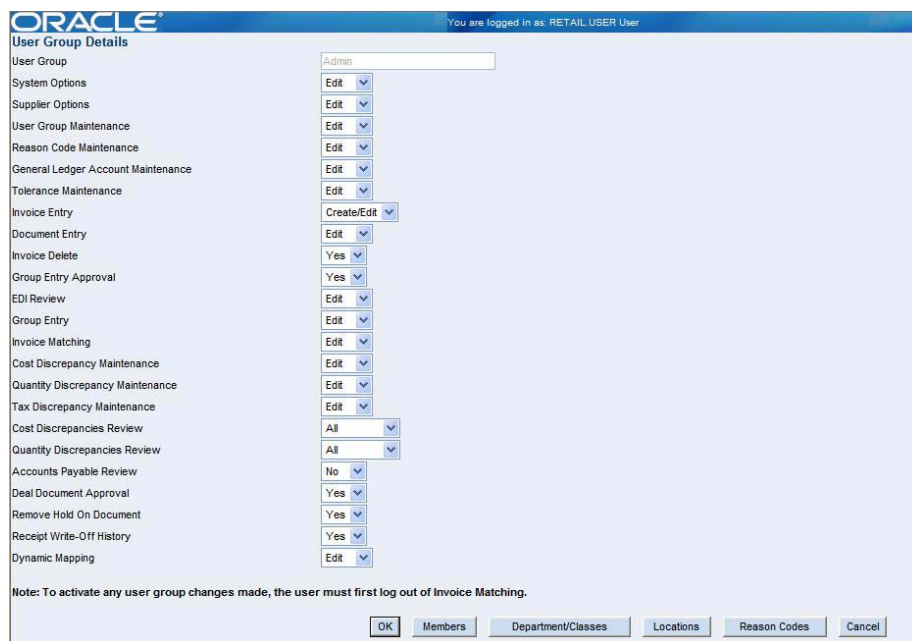 ORACLE
You are logged in as: RETAIL.USER User
User Group Details
User Group Admin
System Options Edit
Supplier Options Edit
User Group Maintenance Edit
Reason Code Maintenance Edit
General Ledger Account Maintenance Edit
Tolerance Maintenance Edit
Invoice Entry Create/Edit
Document Entry Edit
Invoice Delete Yes
Group Entry Approval Yes
EDI Review Edit
Group Entry Edit
Invoice Matching Edit
Cost Discrepancy Maintenance Edit
Quantity Discrepancy Maintenance Edit
Tax Discrepancy Maintenance Edit
Cost Discrepancies Review All
Quantity Discrepancies Review All
Accounts Payable Review No
Deal Document Approval Yes
Remove Hold On Document Yes
Receipt Write-Off History Yes
Dynamic Mapping Edit
Note: To activate any user group changes made, the user must first log out of Invoice Matching.
OK Members Department/Classes Locations Reason Codes Cancel